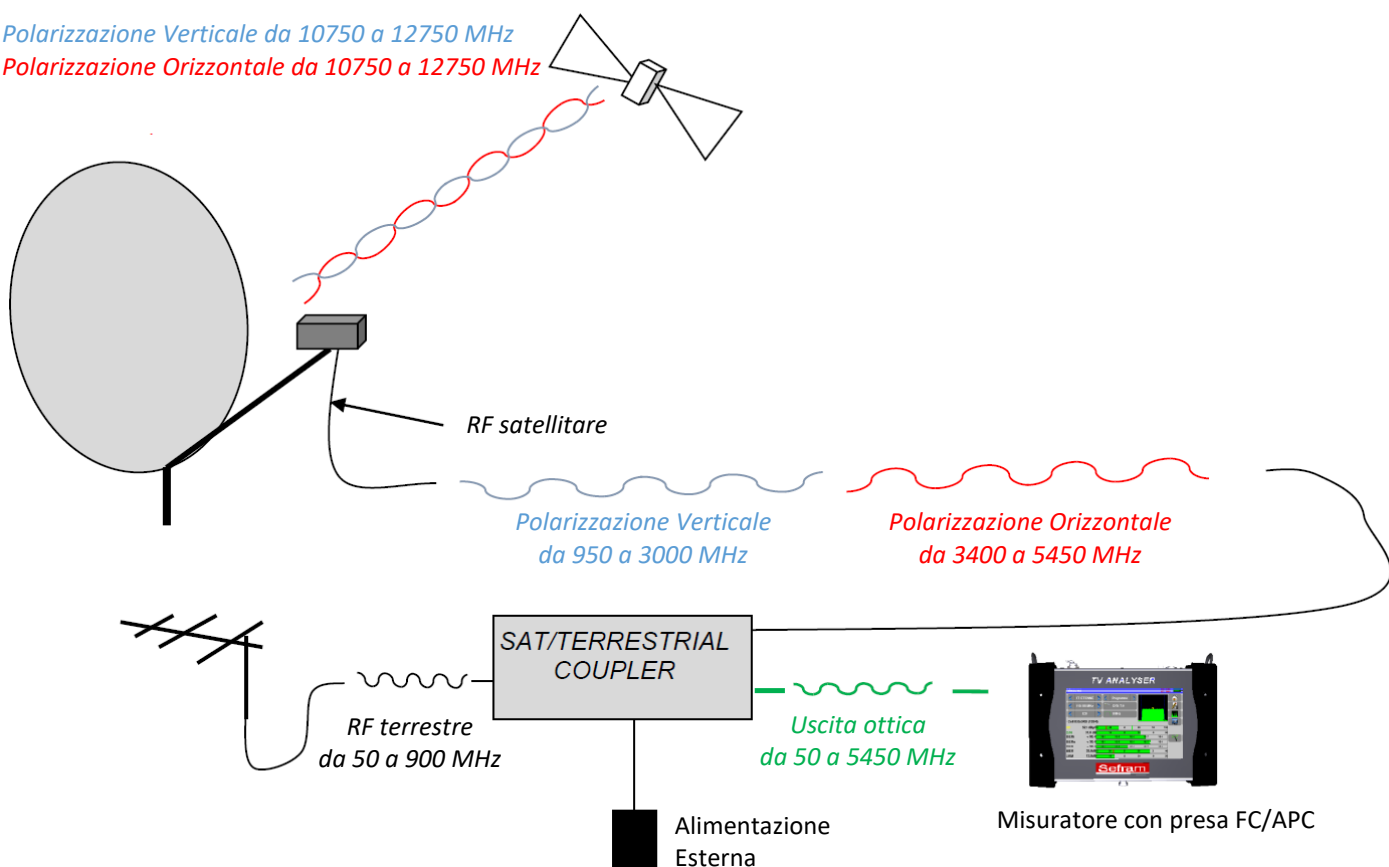 Polarizzazione Verticale da 10750 a 12750 MHz
Polarizzazione Orizzontale da 10750 a 12750 MHz
RF satellitare
Polarizzazione Verticale
da 950 a 3000 MHz
Polarizzazione Orizzontale
da 3400 a 5450 MHz
SAT/TERRESTRIAL
COUPLER
RF terrestre
da 50 a 900 MHz
Uscita ottica
da 50 a 5450 MHz
TV ANALYSER
Sefram
Misuratore con presa FC/APC
Alimentazione
Esterna